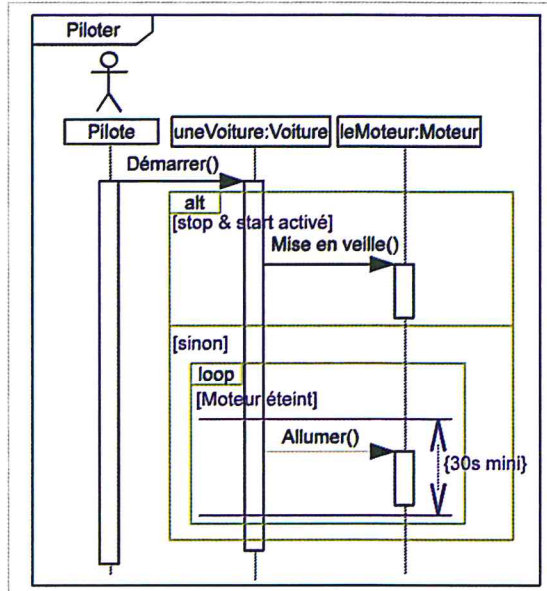 Piloter
Pilote
uneVoiture:Voiture
leMoteur:Moteur
Démarrer()
alt
[stop & start activé]
Mise en veille()
[sinon]
loop
[Moteur éteint]
Allumer()
{30s mini}